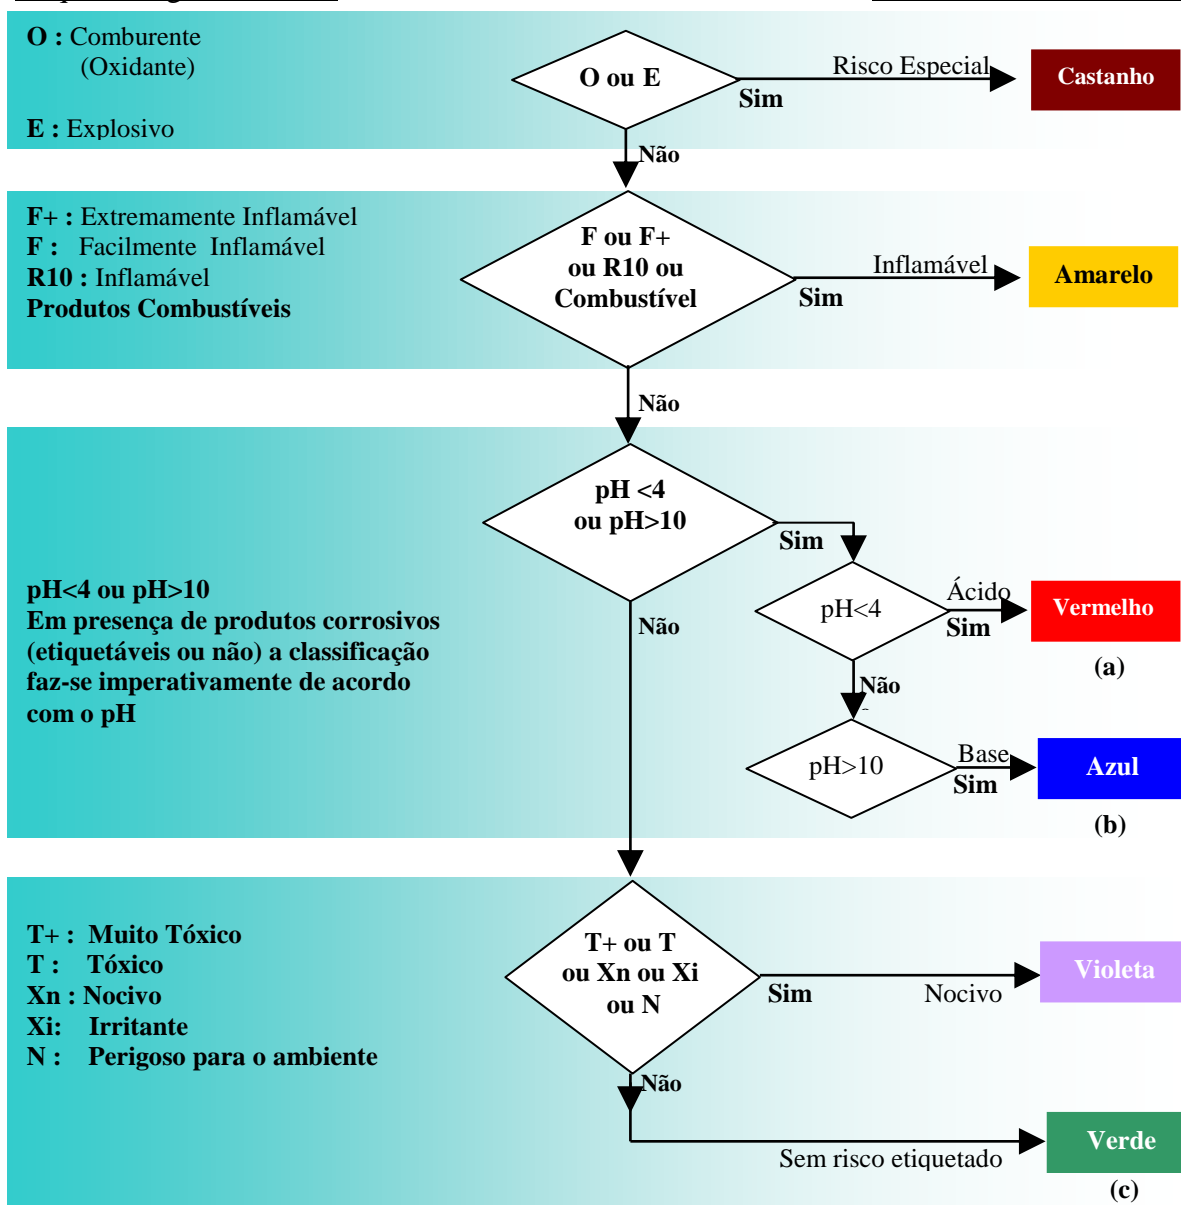 O : Comburente
(Oxidante)
E : Explosivo
O ou E
Risco Especial
Sim
Castanho
Não
F+ : Extremamente Inflamável
F : Facilmente Inflamável
R10 : Inflamável
Produtos Combustíveis
F ou F+
ou R10 ou
Combustível
Inflamável
Sim
Amarelo
Não
pH <4
ou pH>10
Sim
pH<4 ou pH>10
Em presença de produtos corrosivos
(etiquetáveis ou não) a classificação
faz-se imperativamente de acordo
com o pH
Não
pH<4
Ácido
Sim
Vermelho
(a)
Não
pH>10
Base
Sim
Azul
(b)
T+ : Muito Tóxico
T : Tóxico
Xn : Nocivo
Xi: Irritante
N : Perigoso para o ambiente
T+ ou T
ou Xn ou Xi
ou N
Sim
Nocivo
Violeta
Não
Sem risco etiquetado
Verde
(c)